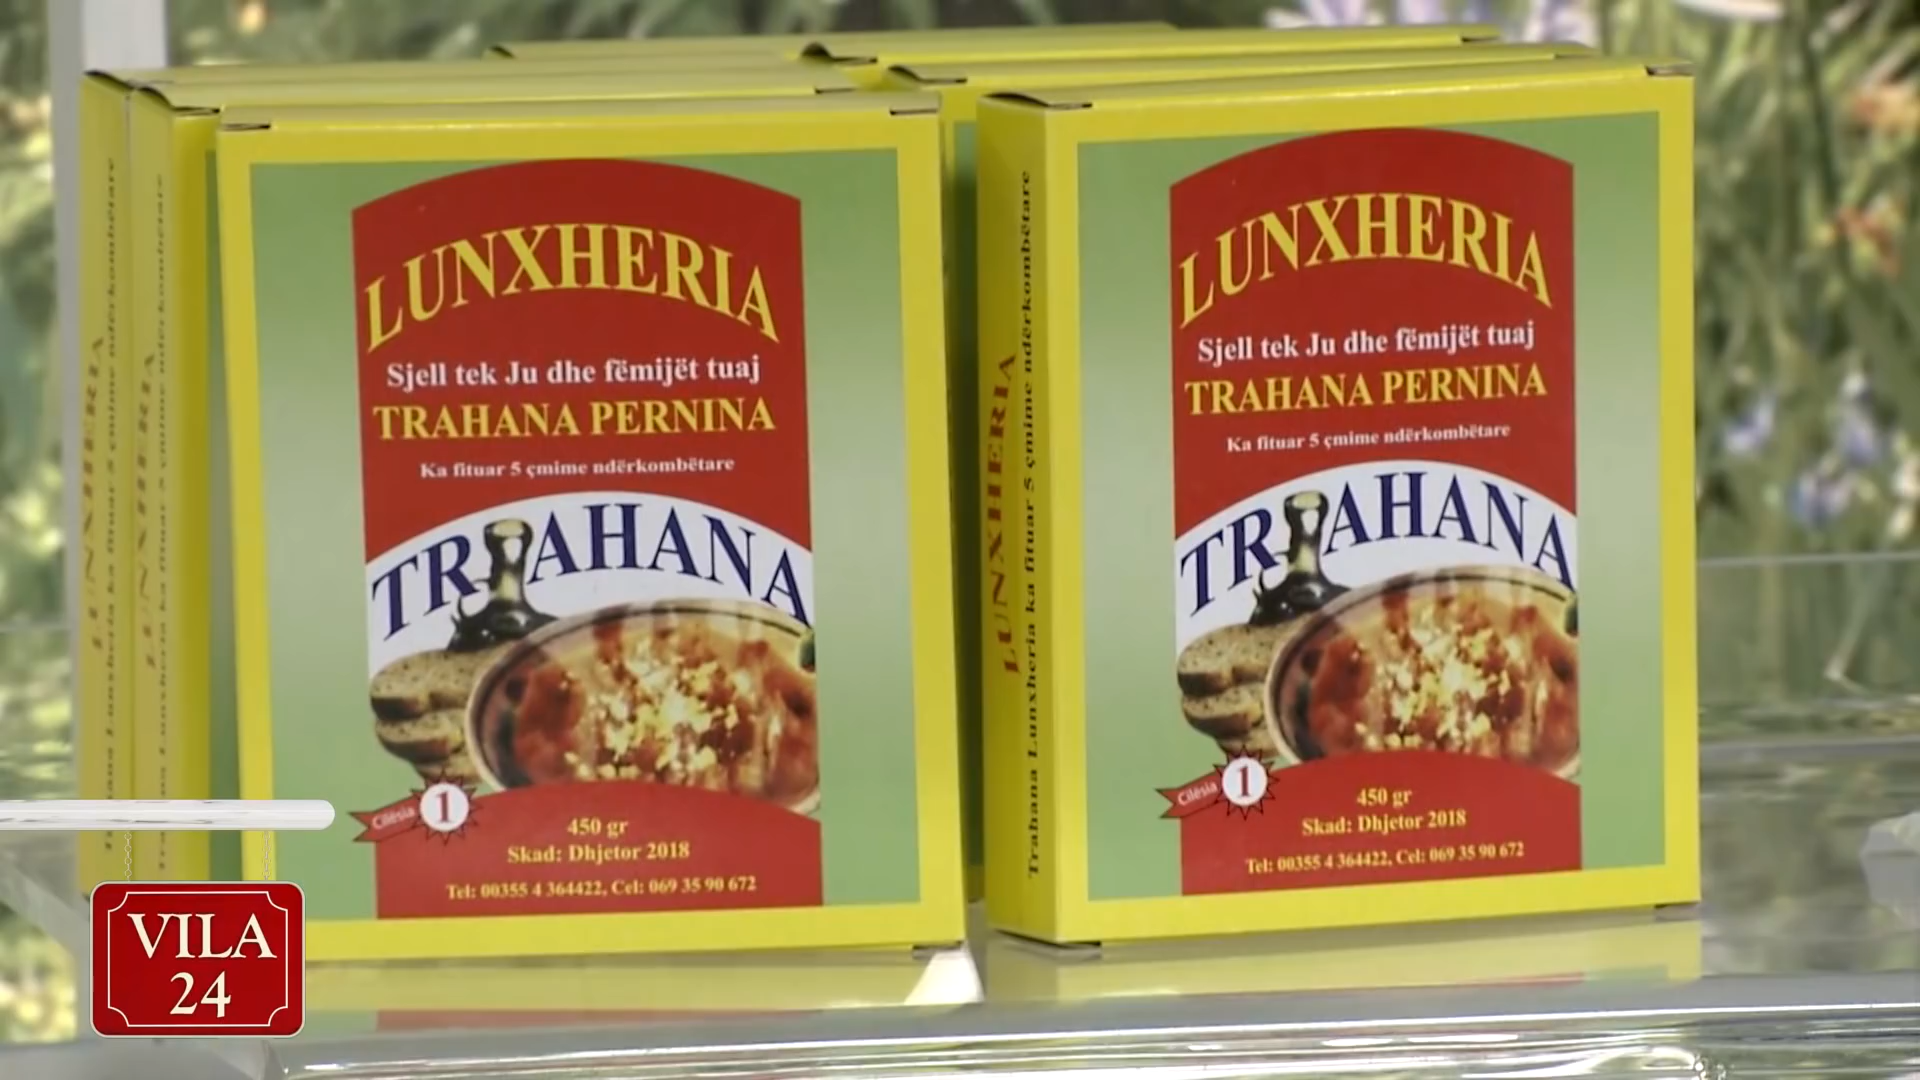 LUNXHERIA
Sjell tek Ju dhe fëmijët tuaj
TRAHANA PERNINA
Ka fituar 5 çmime ndërkombëtare
TRAHANA
Cilësia 1
450 gr
Skad: Dhjetor 2018
Tel: 00355 4 364422, Cel: 069 35 90 672
LUNXHERIA
Trahana Lunxheria ka fituar 5 çmime ndërkombëtare
LUNXHERIA
Sjell tek Ju dhe fëmijët tuaj
TRAHANA PERNINA
Ka fituar 5 çmime ndërkombëtare
TRAHANA
Cilësia 1
450 gr
Skad: Dhjetor 2018
Tel: 00355 4 364422, Cel: 069 35 90 672
VILA
24